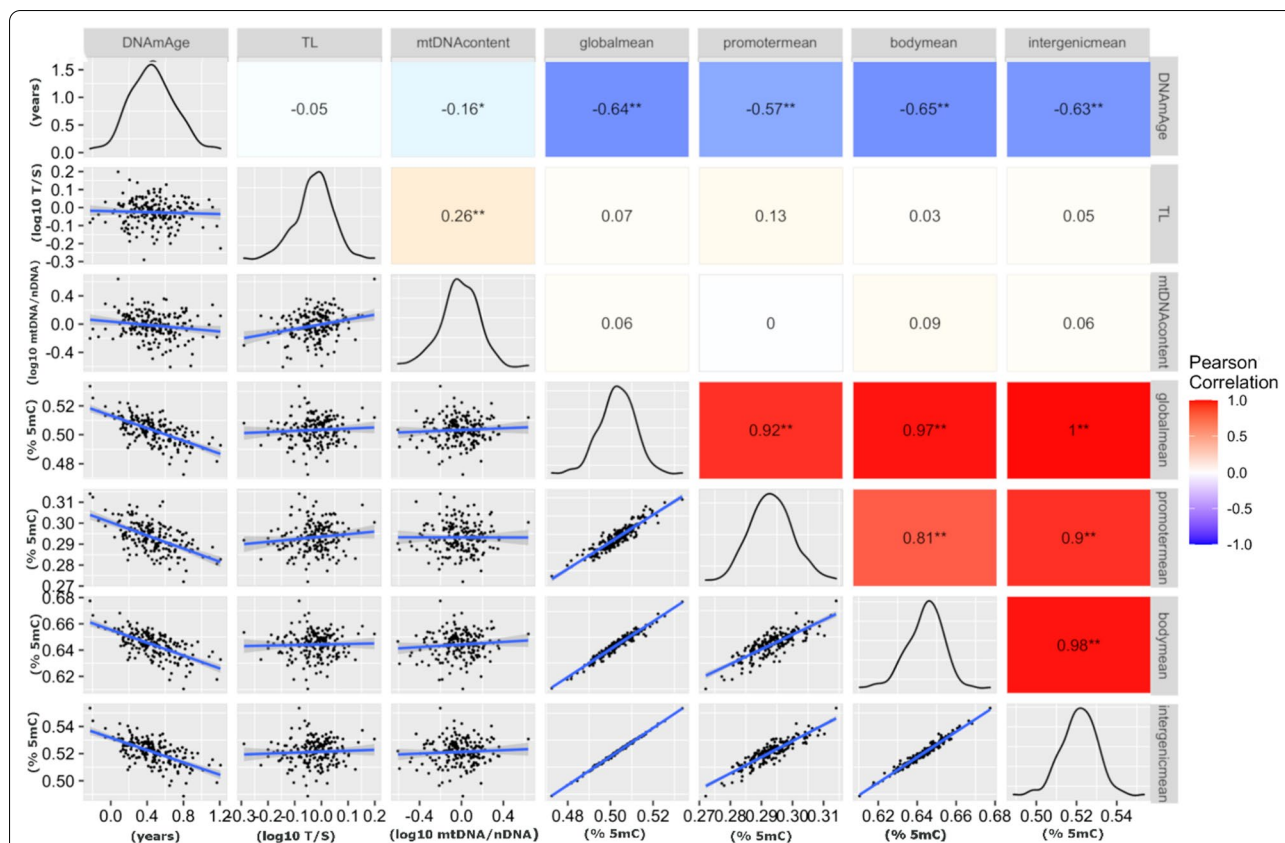 DNAmAge TL mtDNAcontent globalmean promotermean bodymean intergenicmean
(years) 1.5 1.0 0.5 0.0 -0.05 -0.16* -0.64** -0.57** -0.65** -0.63** DNAmAge
(log10 T/S) 0.2 0.1 0.0 -0.1 -0.2 -0.3 0.26** 0.07 0.13 0.03 0.05 TL
(log10 mtDNA/nDNA) 0.4 0.0 -0.4 0.06 0 0.09 0.06 mtDNAcontent
(% 5mC) 0.52 0.50 0.48 0.92** 0.97** 1** globalmean
(% 5mC) 0.31 0.30 0.29 0.28 0.27 0.81** 0.9** promotermean
(% 5mC) 0.68 0.66 0.64 0.62 0.98** bodymean
(% 5mC) 0.54 0.52 0.50 intergenicmean
0.0 0.4 0.8 1.2 -0.3 -0.2 -0.1 0.0 0.1 0.2 -0.4 0.0 0.4 0.48 0.50 0.52 0.27 0.28 0.29 0.30 0.31 0.62 0.64 0.66 0.68 0.50 0.52 0.54
(years) (log10 T/S) (log10 mtDNA/nDNA) (% 5mC) (% 5mC) (% 5mC) (% 5mC)
Pearson
Correlation
1.0
0.5
0.0
-0.5
-1.0